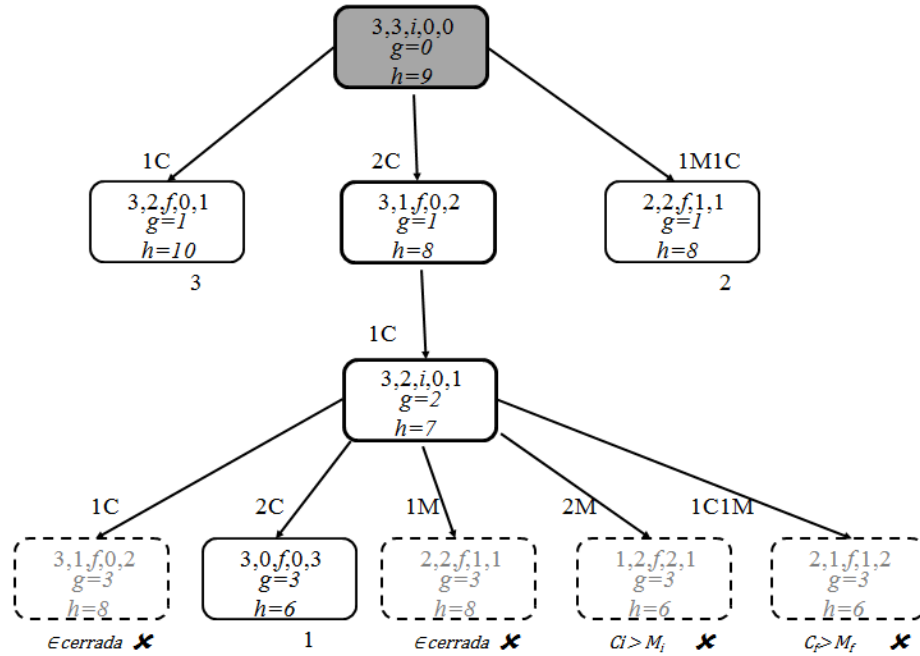 3,3,i,0,0
g=0
h=9
1C
2C
1M1C
3,2,f,0,1
g=1
h=10
3
3,1,f,0,2
g=1
h=8
2,2,f,1,1
g=1
h=8
2
1C
3,2,i,0,1
g=2
h=7
1C
2C
1M
2M
1C1M
3,1,f,0,2
g=3
h=8
∈cerrada ✘
3,0,f,0,3
g=3
h=6
1
2,2,f,1,1
g=3
h=8
∈cerrada ✘
1,2,f,2,1
g=3
h=6
Ci > Mᵢ ✘
2,1,f,1,2
g=3
h=6
C_f > M_f ✘